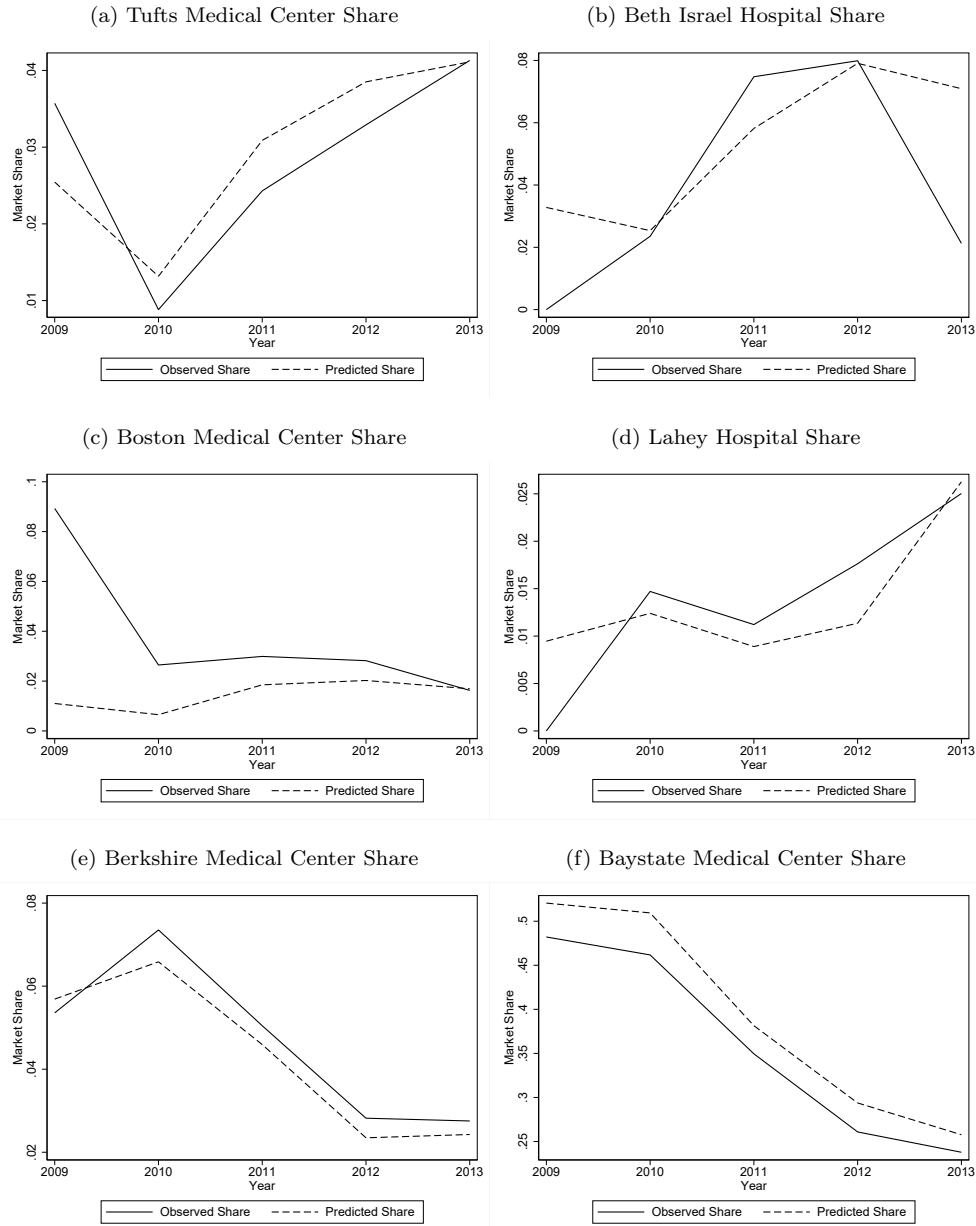 (a) Tufts Medical Center Share
Market Share
.04
.03
.02
.01
2009 2010 2011 2012 2013
Year
Observed Share Predicted Share
(b) Beth Israel Hospital Share
Market Share
.08
.06
.04
.02
0
2009 2010 2011 2012 2013
Year
Observed Share Predicted Share
(c) Boston Medical Center Share
Market Share
.1
.08
.06
.04
.02
0
2009 2010 2011 2012 2013
Year
Observed Share Predicted Share
(d) Lahey Hospital Share
Market Share
.025
.02
.015
.01
.005
0
2009 2010 2011 2012 2013
Year
Observed Share Predicted Share
(e) Berkshire Medical Center Share
Market Share
.08
.06
.04
.02
2009 2010 2011 2012 2013
Year
Observed Share Predicted Share
(f) Baystate Medical Center Share
Market Share
.5
.45
.4
.35
.3
.25
2009 2010 2011 2012 2013
Year
Observed Share Predicted Share